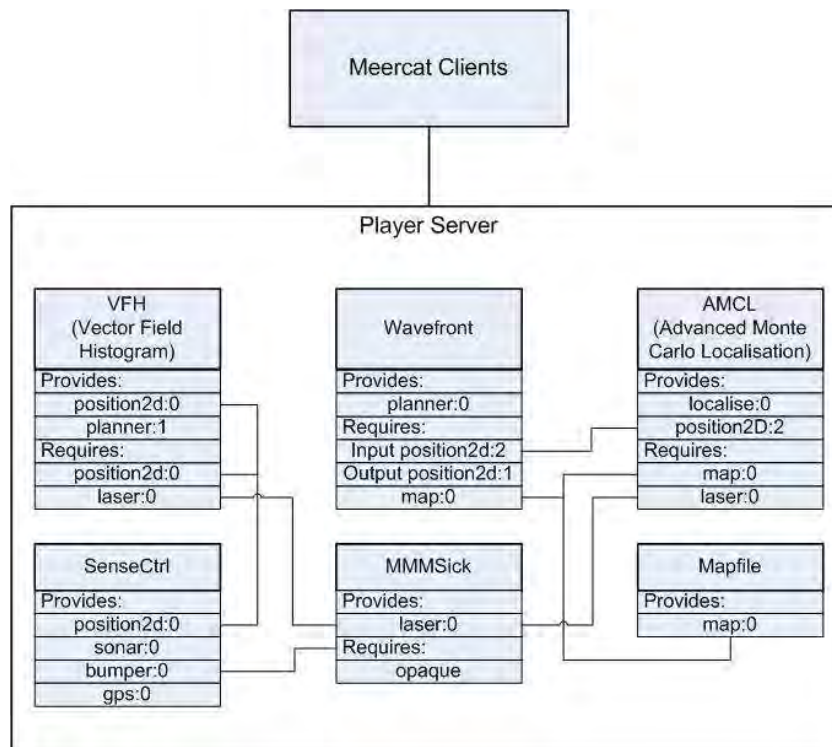 Meercat Clients
Player Server
VFH
(Vector Field
Histogram)
Provides:
position2d:0
planner:1
Requires:
position2d:0
laser:0
Wavefront
Provides:
planner:0
Requires:
Input position2d:2
Output position2d:1
map:0
AMCL
(Advanced Monte
Carlo Localisation)
Provides:
localise:0
position2D:2
Requires:
map:0
laser:0
SenseCtrl
Provides:
position2d:0
sonar:0
bumper:0
gps:0
MMMSick
Provides:
laser:0
Requires:
opaque
Mapfile
Provides:
map:0